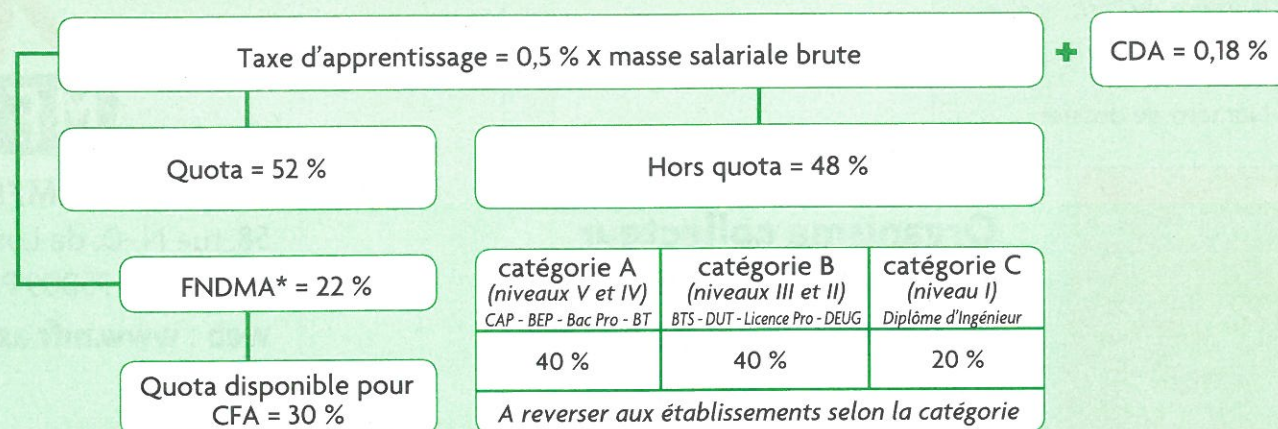 Taxe d'apprentissage = 0,5 % x masse salariale brute
+
CDA = 0,18 %
Quota = 52 %
Hors quota = 48 %
FNDMA* = 22 %
Quota disponible pour
CFA = 30 %
catégorie A
(niveaux V et IV)
CAP - BEP - Bac Pro - BT
catégorie B
(niveaux III et II)
BTS - DUT - Licence Pro - DEUG
catégorie C
(niveau I)
Diplôme d'Ingénieur
40 %
40 %
20 %
A reverser aux établissements selon la catégorie